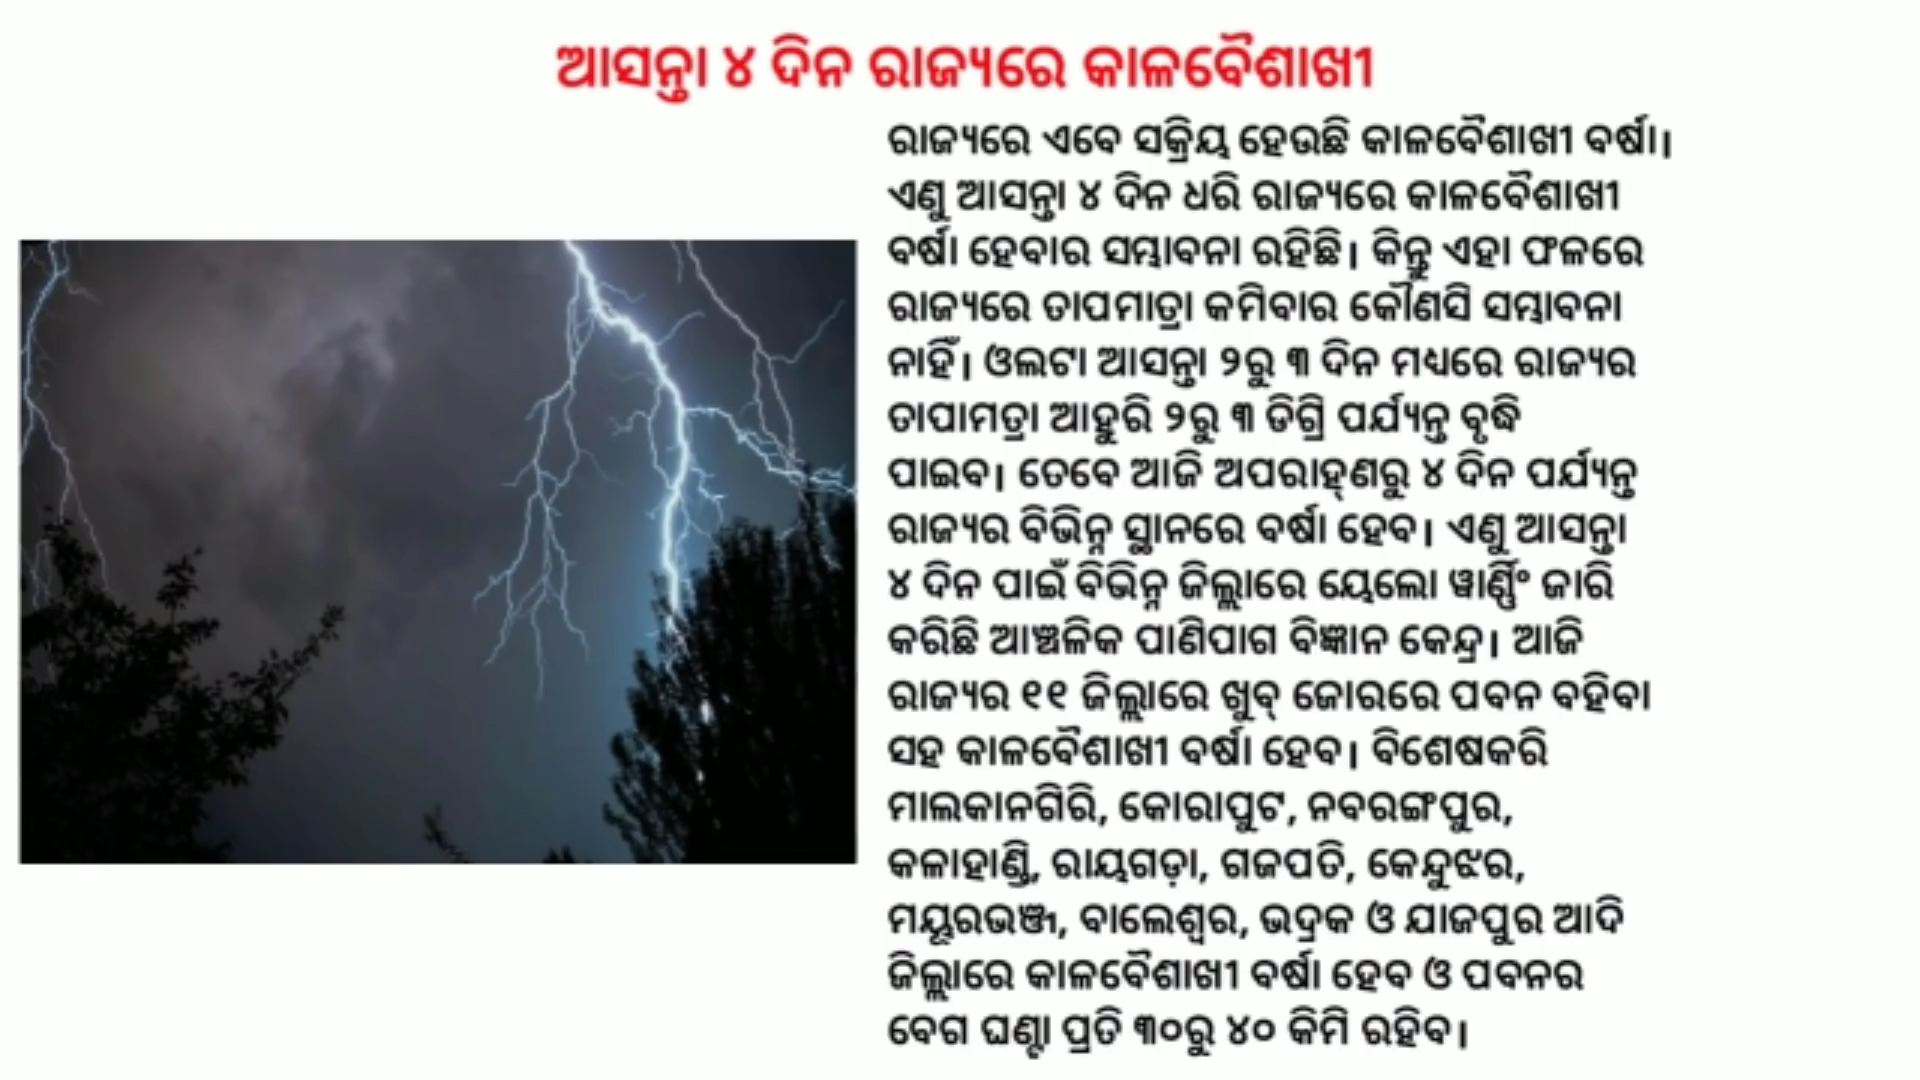 ଆସନ୍ତା ୪ ଦିନ ରାଜ୍ୟରେ କାଳବୈଶାଖୀ
ରାଜ୍ୟରେ ଏବେ ସକ୍ରିୟ ହେଉଛି କାଳବୈଶାଖୀ ବର୍ଷା।
ଏଣୁ ଆସନ୍ତା ୪ ଦିନ ଧରି ରାଜ୍ୟରେ କାଳବୈଶାଖୀ
ବର୍ଷା ହେବାର ସମ୍ଭାବନା ରହିଛି। କିନ୍ତୁ ଏହା ଫଳରେ
ରାଜ୍ୟରେ ତାପମାତ୍ରା କମିବାର କୌଣସି ସମ୍ଭାବନା
ନାହିଁ। ଓଲଟା ଆସନ୍ତା ୨ରୁ ୩ ଦିନ ମଧ୍ୟରେ ରାଜ୍ୟର
ତାପାମତ୍ରା ଆହୁରି ୨ରୁ ୩ ଡିଗ୍ରି ପର୍ଯ୍ୟନ୍ତ ବୃଦ୍ଧି
ପାଇବ। ତେବେ ଆଜି ଅପରାହ୍ଣରୁ ୪ ଦିନ ପର୍ଯ୍ୟନ୍ତ
ରାଜ୍ୟର ବିଭିନ୍ନ ସ୍ଥାନରେ ବର୍ଷା ହେବ। ଏଣୁ ଆସନ୍ତା
୪ ଦିନ ପାଇଁ ବିଭିନ୍ନ ଜିଲ୍ଲାରେ ୟେଲୋ ୱାର୍ଣ୍ଣିଂ ଜାରି
କରିଛି ଆଞ୍ଚଳିକ ପାଣିପାଗ ବିଜ୍ଞାନ କେନ୍ଦ୍ର। ଆଜି
ରାଜ୍ୟର ୧୧ ଜିଲ୍ଲାରେ ଖୁବ୍ ଜୋରରେ ପବନ ବହିବା
ସହ କାଳବୈଶାଖୀ ବର୍ଷା ହେବ। ବିଶେଷକରି
ମାଲକାନଗିରି, କୋରାପୁଟ, ନବରଙ୍ଗପୁର,
କଳାହାଣ୍ଡି, ରାୟଗଡ଼ା, ଗଜପତି, କେନ୍ଦୁଝର,
ମୟୂରଭଞ୍ଜ, ବାଲେଶ୍ୱର, ଭଦ୍ରକ ଓ ଯାଜପୁର ଆଦି
ଜିଲ୍ଲାରେ କାଳବୈଶାଖୀ ବର୍ଷା ହେବ ଓ ପବନର
ବେଗ ଘଣ୍ଟା ପ୍ରତି ୩୦ରୁ ୪୦ କିମି ରହିବ।